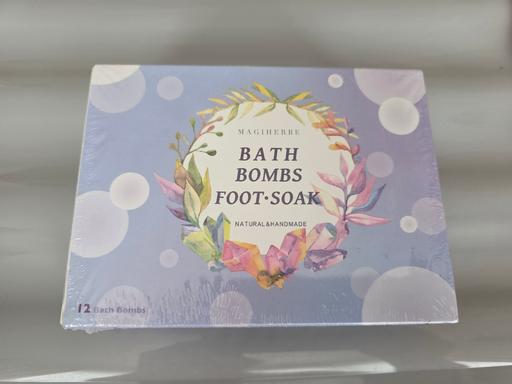 MAGIHERBE
BATH
BOMBS
FOOT·SOAK
NATURAL&HANDMADE
12 Bach Bombs